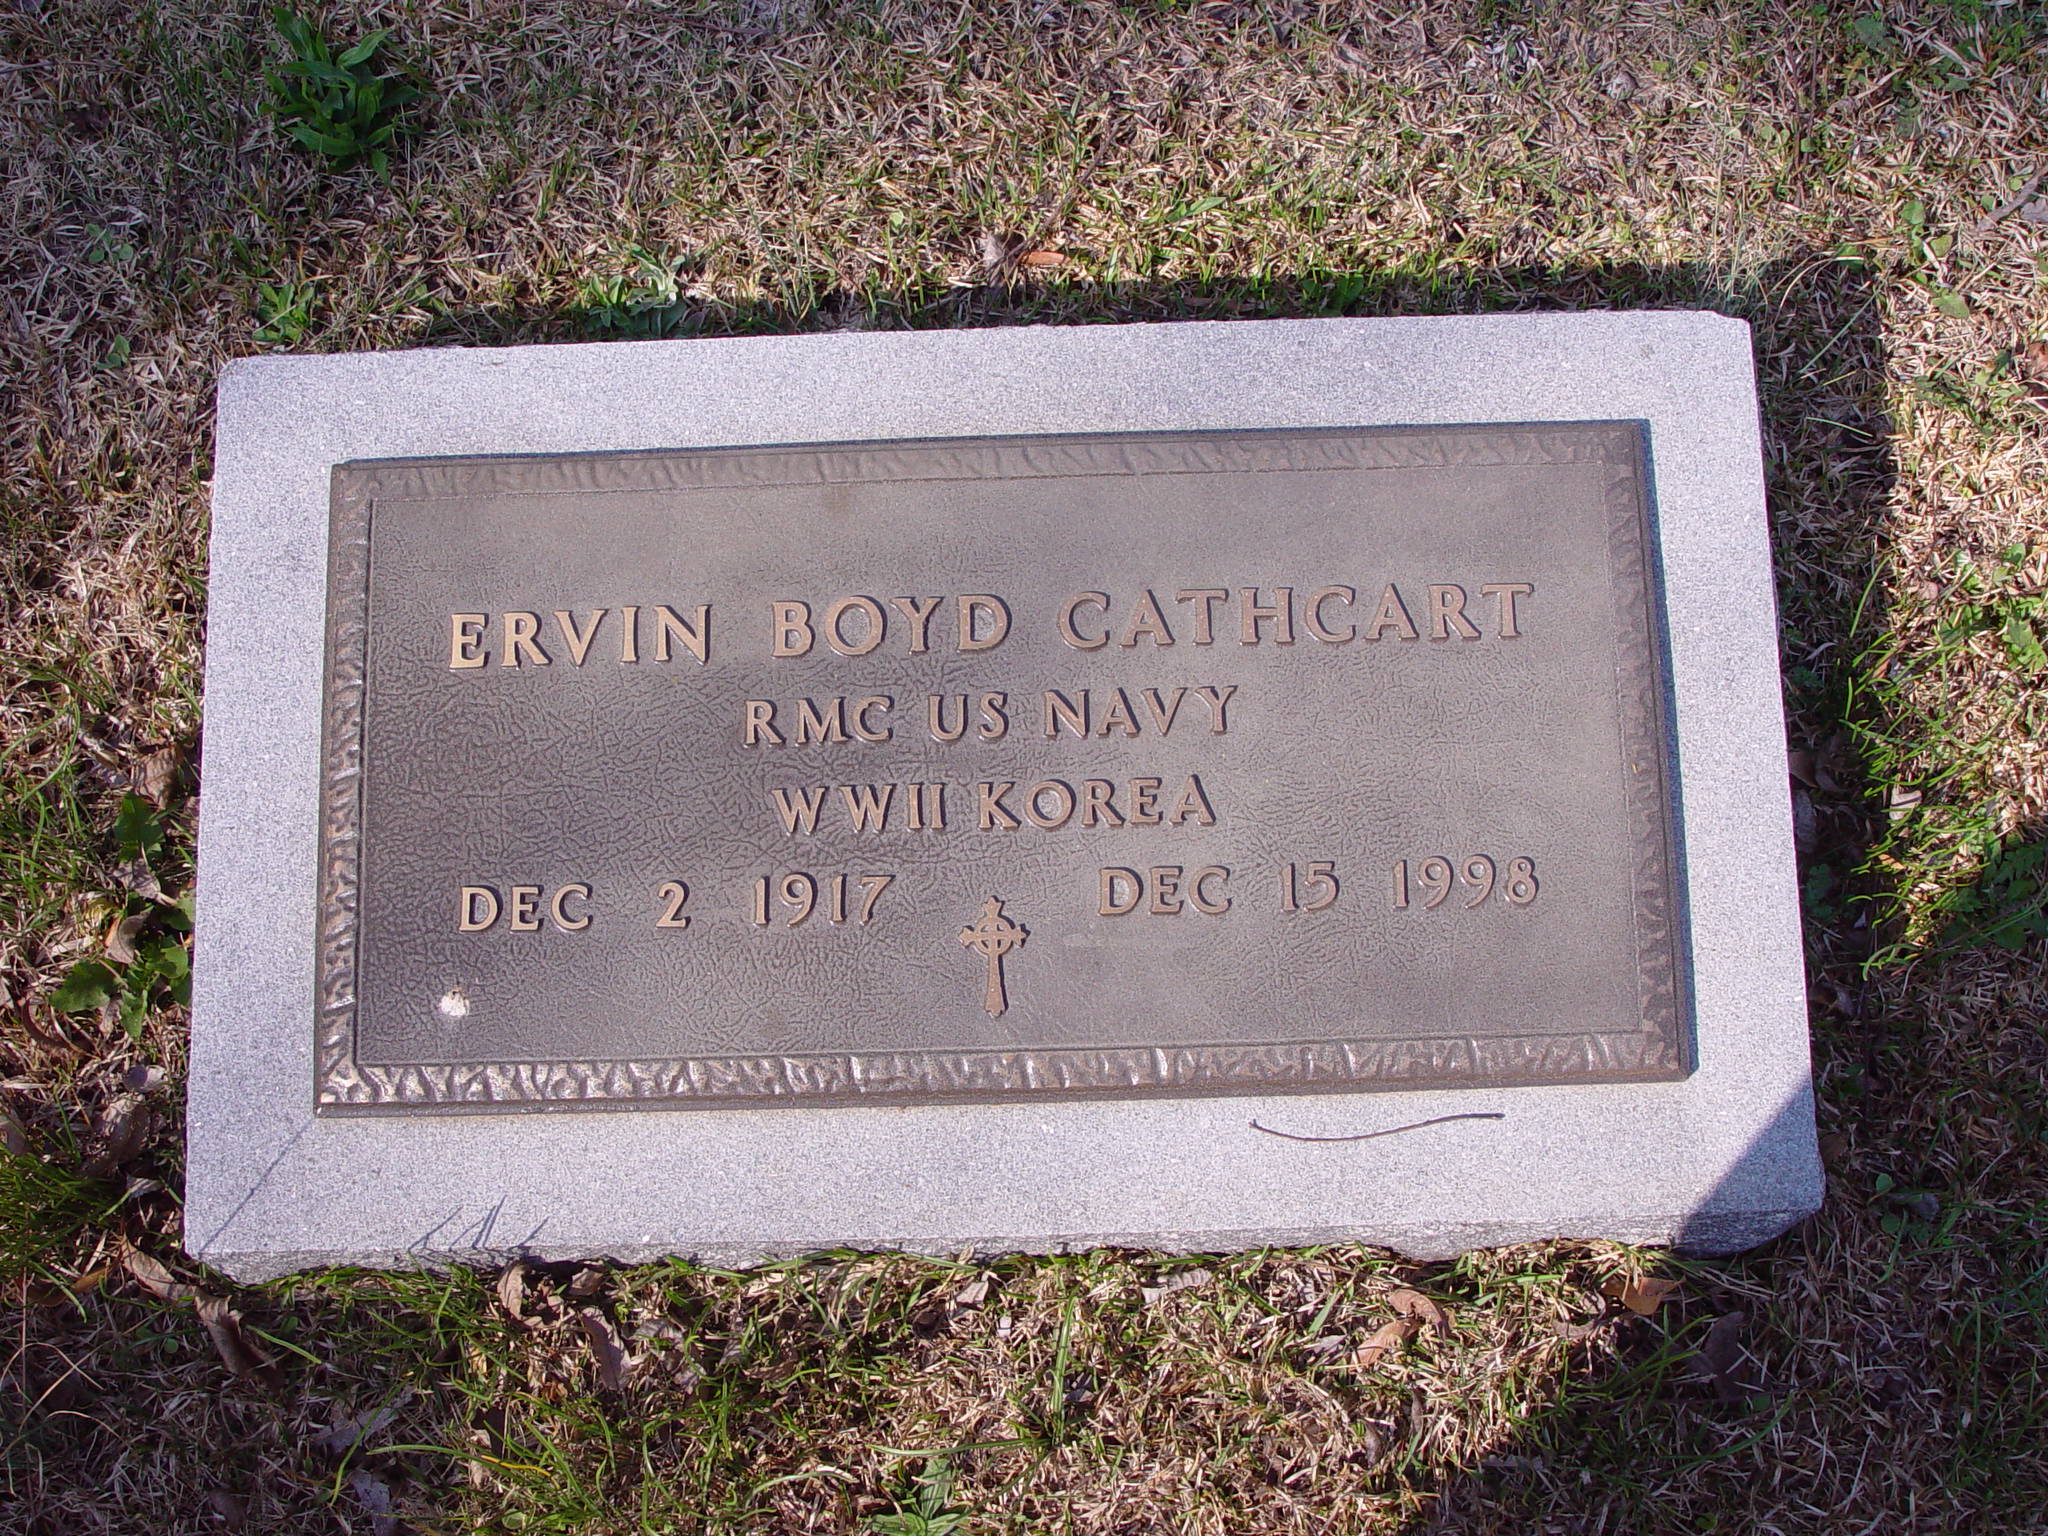 ERVIN BOYD CATHCART
RMC US NAVY
WWII KOREA
DEC 2 1917 DEC 15 1998